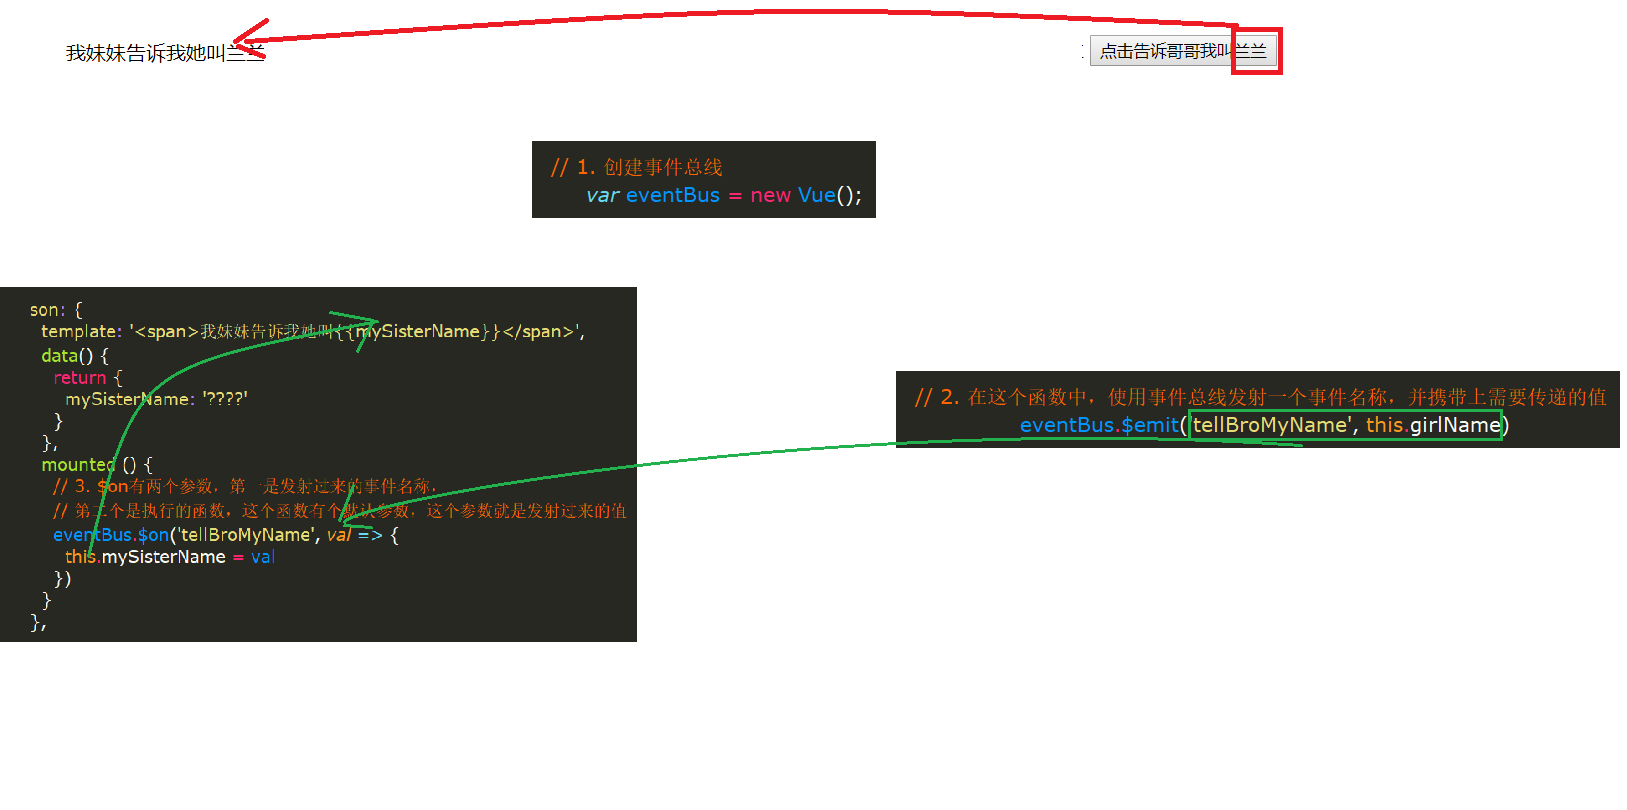 我妹妹告诉我她叫兰兰
点击告诉哥哥我叫兰兰
// 1. 创建事件总线
var eventBus = new Vue();
son: {
template: '<span>我妹妹告诉我她叫{{mySisterName}}</span>',
data() {
return {
mySisterName: '????'
}
},
mounted () {
// 3. $on有两个参数，第一是发射过来的事件名称，
// 第二个是执行的函数，这个函数有个默认参数，这个参数就是发射过来的值
eventBus.$on('tellBroMyName', val => {
this.mySisterName = val
})
}
},
// 2. 在这个函数中，使用事件总线发射一个事件名称，并携带上需要传递的值
eventBus.$emit('tellBroMyName', this.girlName)